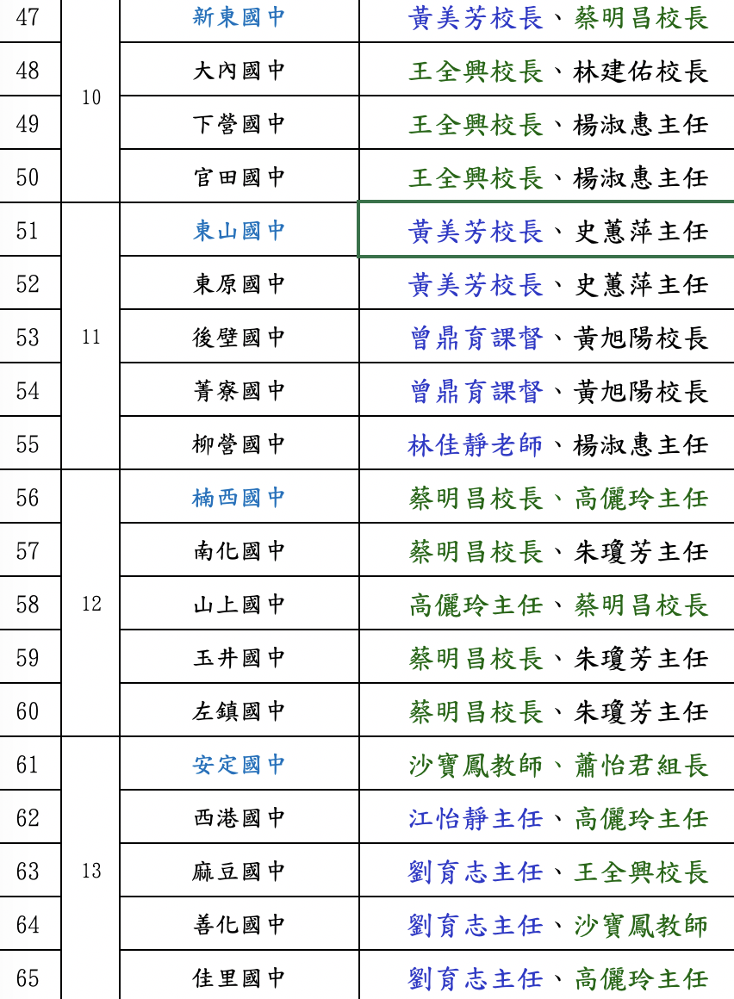 47 新東國中 黃美芳校長、蔡明昌校長
48 大內國中 王全興校長、林建佑校長
10
49 下營國中 王全興校長、楊淑惠主任
50 官田國中 王全興校長、楊淑惠主任
51 東山國中 黃美芳校長、史蕙萍主任
52 東原國中 黃美芳校長、史蕙萍主任
53 11 後壁國中 曾鼎育課督、黃旭陽校長
54 菁寮國中 曾鼎育課督、黃旭陽校長
55 柳營國中 林佳靜老師、楊淑惠主任
56 楠西國中 蔡明昌校長、高儷玲主任
57 南化國中 蔡明昌校長、朱瓊芳主任
58 12 山上國中 高儷玲主任、蔡明昌校長
59 玉井國中 蔡明昌校長、朱瓊芳主任
60 左鎮國中 蔡明昌校長、朱瓊芳主任
61 安定國中 沙寶鳳教師、蕭怡君組長
62 西港國中 江怡靜主任、高儷玲主任
63 13 麻豆國中 劉育志主任、王全興校長
64 善化國中 劉育志主任、沙寶鳳教師
65 佳里國中 劉育志主任、高儷玲主任